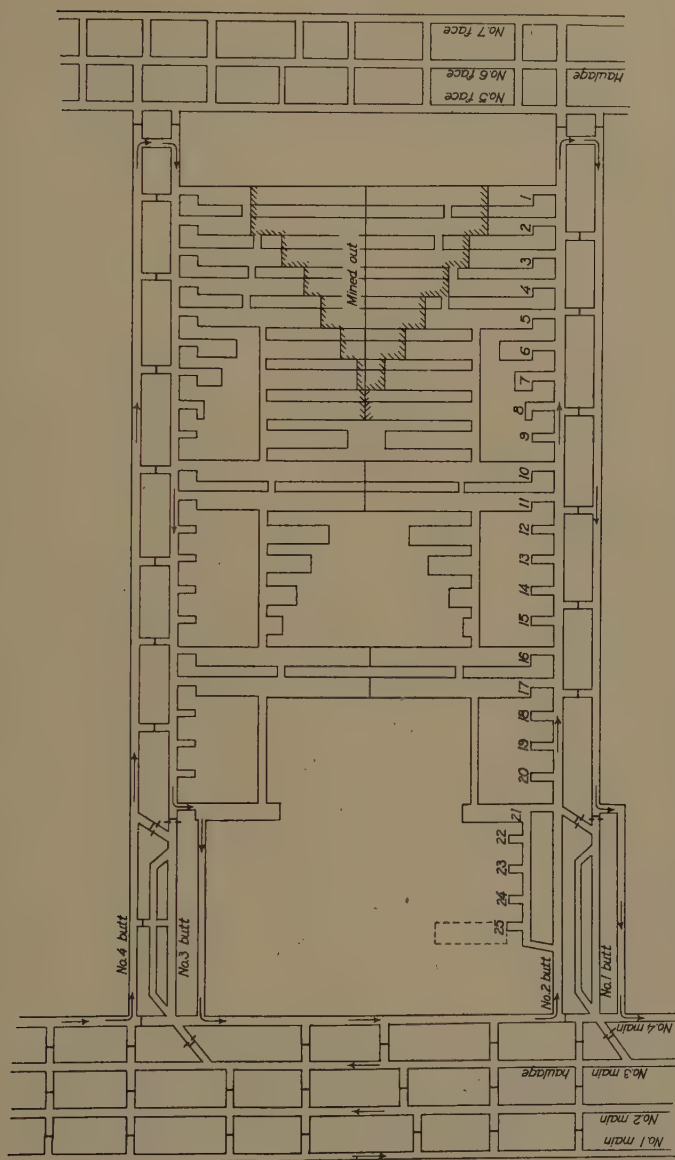 No.7 face
No.6 face
No.5 face
Haulage
1
2
Mined out
3
4
5
6
7
8
9
10
11
12
13
14
15
16
17
18
19
20
21
22
23
24
25
No.4 butt
No.3 butt
No.2 butt
No.1 butt
No.4 main
No.3 main
haulage
No.2 main
No.1 main